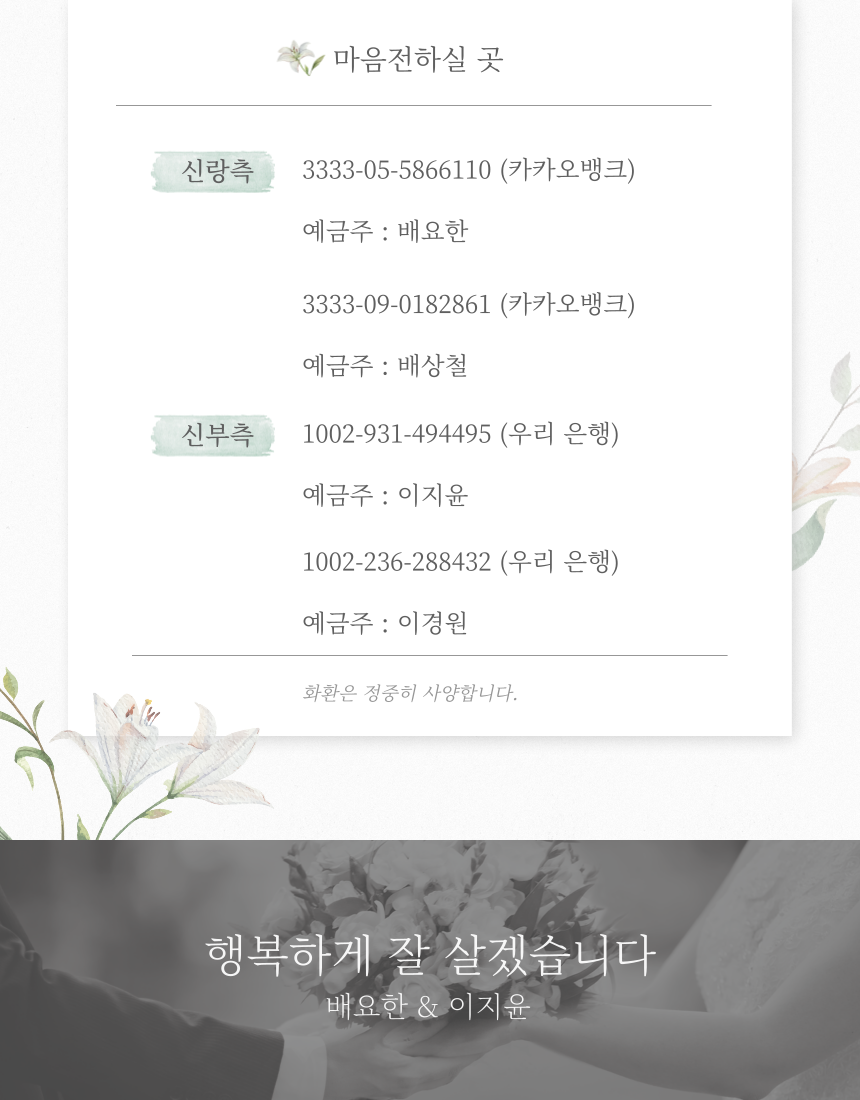 마음전하실 곳
신랑측 3333-05-5866110 (카카오뱅크)
예금주 : 배요한
3333-09-0182861 (카카오뱅크)
예금주 : 배상철
신부측 1002-931-494495 (우리 은행)
예금주 : 이지윤
1002-236-288432 (우리 은행)
예금주 : 이경원
화환은 정중히 사양합니다.
행복하게 잘 살겠습니다
배요한 & 이지윤